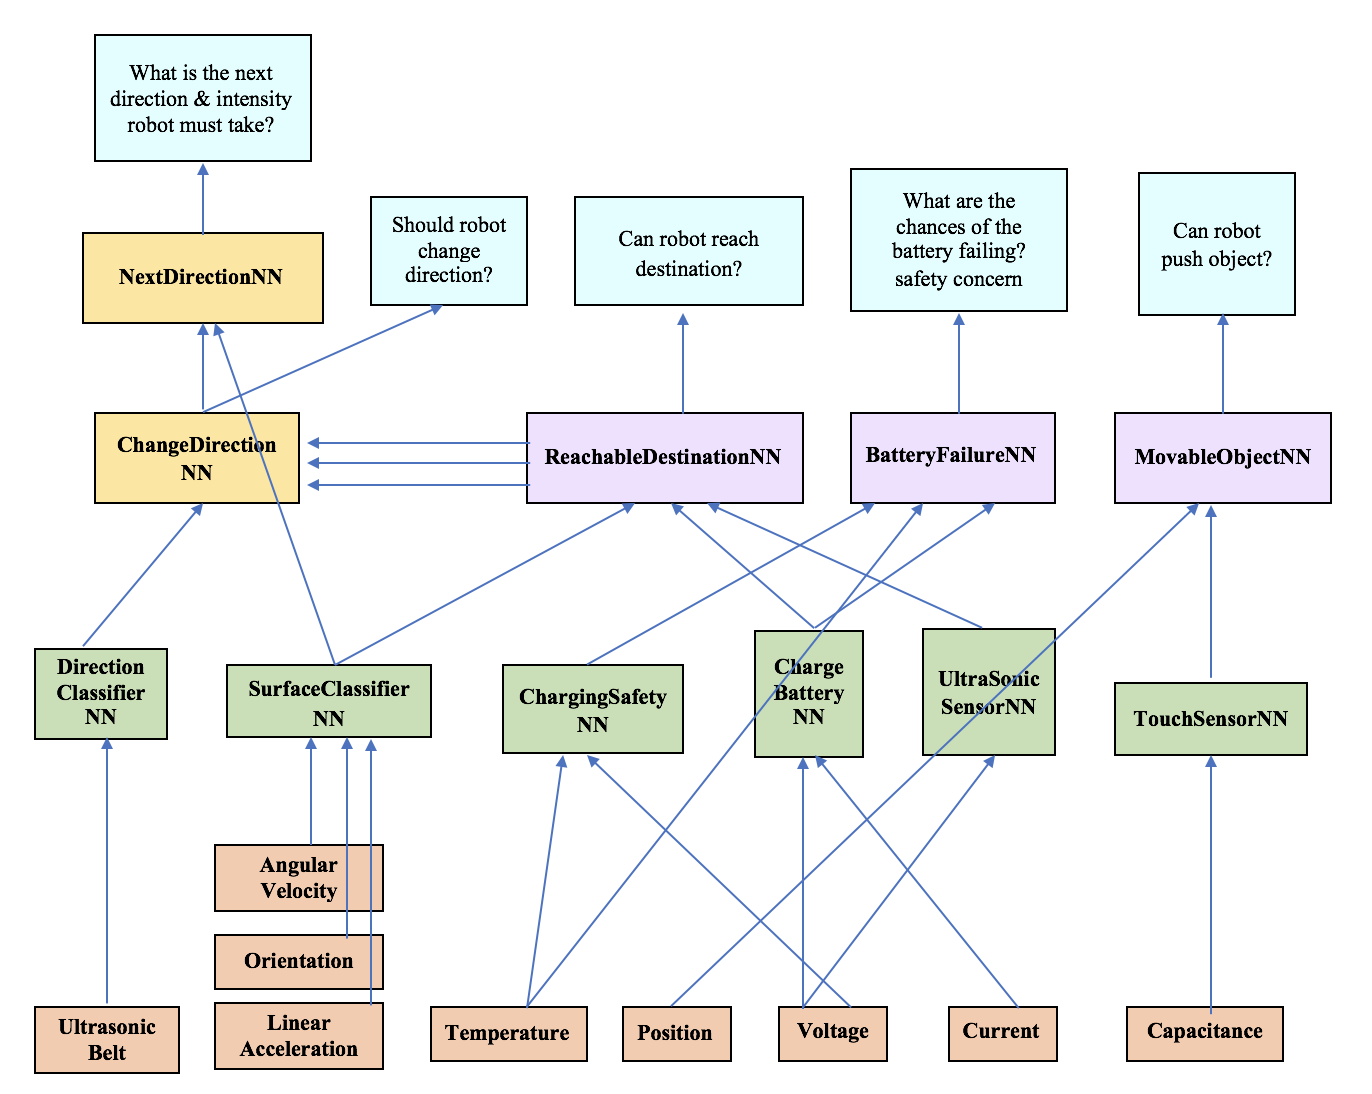 What is the next
direction & intensity
robot must take?
Should robot
change
direction?
Can robot reach
destination?
What are the
chances of the
battery failing?
safety concern
Can robot
push object?
NextDirectionNN
ChangeDirection
NN
ReachableDestinationNN
BatteryFailureNN
MovableObjectNN
Direction
Classifier
NN
SurfaceClassifier
NN
ChargingSafety
NN
Charge
Battery
NN
UltraSonic
SensorNN
TouchSensorNN
Angular
Velocity
Orientation
Linear
Acceleration
Ultrasonic
Belt
Temperature
Position
Voltage
Current
Capacitance